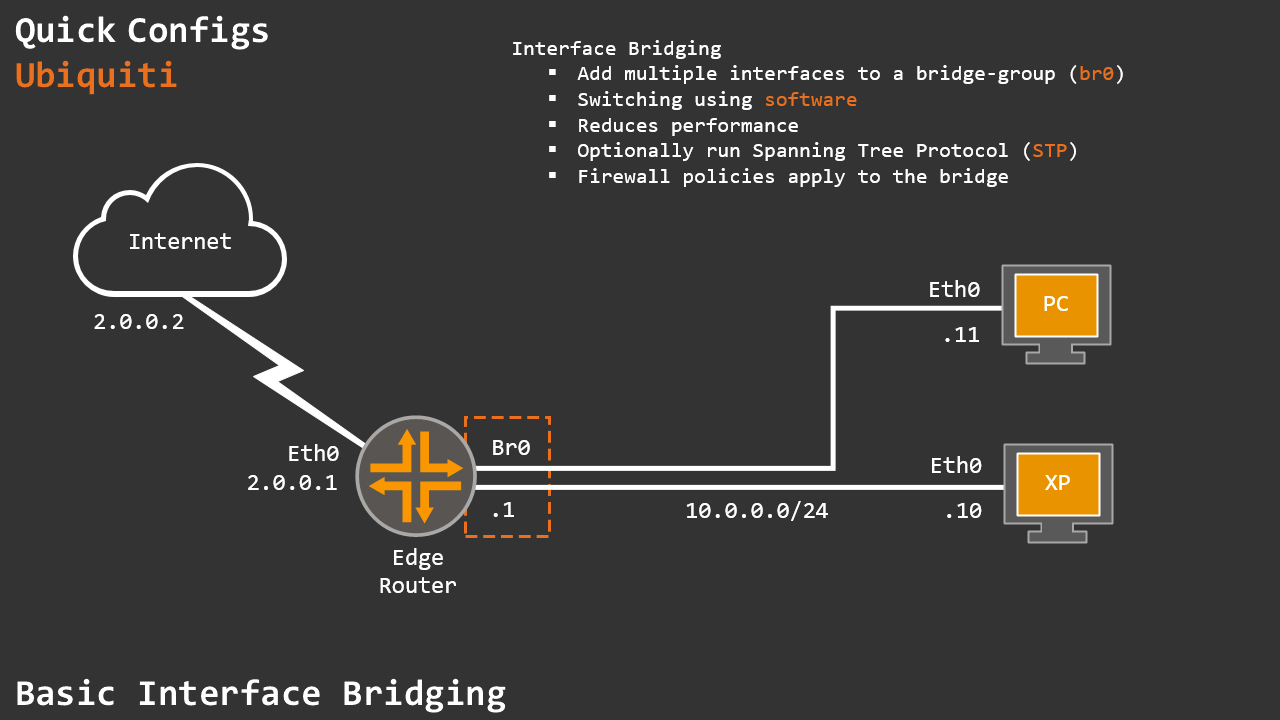 Quick Configs
Ubiquiti
Interface Bridging
▪ Add multiple interfaces to a bridge-group (br0)
▪ Switching using software
▪ Reduces performance
▪ Optionally run Spanning Tree Protocol (STP)
▪ Firewall policies apply to the bridge
Internet
2.0.0.2
Eth0
PC
.11
Eth0
2.0.0.1
Br0
.1
Edge
Router
10.0.0.0/24
Eth0
XP
.10
Basic Interface Bridging